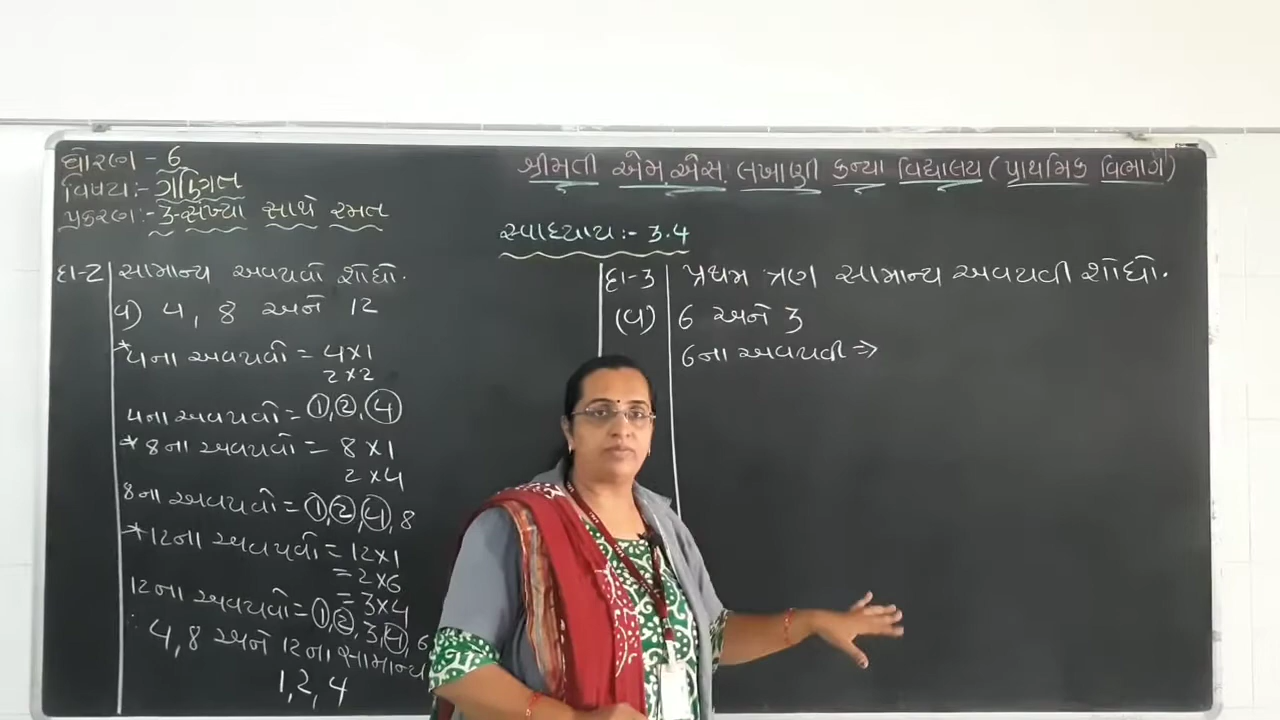 ધોરણ - 6
વિષય:- ગણિત
પ્રકરણ:- 3-સંખ્યા સાથે રમત
શ્રીમતી એમ.એસ. લખાણી કન્યા વિદ્યાલય (પ્રાથમિક વિભાગ)
સ્વાધ્યાય:- 3.4
દા-2 સામાન્ય અવયવો શોધો.
બ) 4, 8 અને 12
*4ના અવયવો = 4×1
2×2
4ના અવયવો = 1, 2, 4
*8ના અવયવો = 8×1
2×4
8ના અવયવો = 1, 2, 4, 8
*12ના અવયવો = 12×1
= 2×6
= 3×4
12ના અવયવો = 1, 2, 3, 4, 6
∴ 4, 8 અને 12ના સામાન્ય
1, 2, 4
દા-3 પ્રથમ ત્રણ સામાન્ય અવયવી શોધો.
(બ) 6 અને 3
6ના અવયવી ⇒